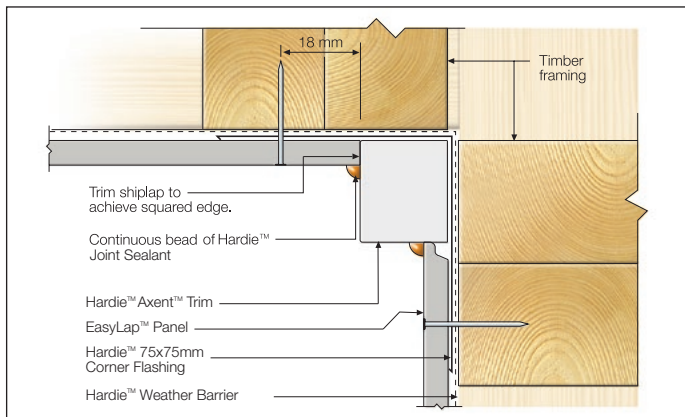 18 mm
Timber
framing
Trim shiplap to
achieve squared edge.
Continuous bead of Hardie™
Joint Sealant
Hardie™ Axent™ Trim
EasyLap™ Panel
Hardie™ 75x75mm
Corner Flashing
Hardie™ Weather Barrier